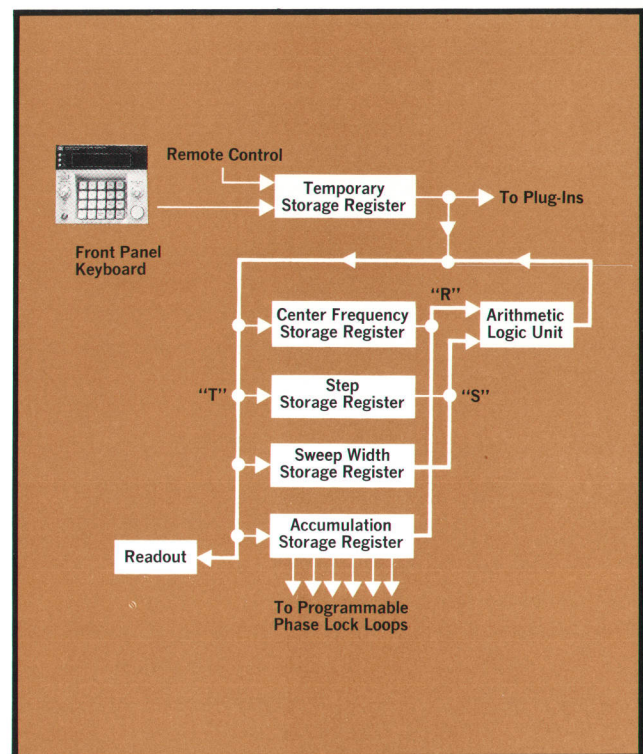 Remote Control
Temporary
Storage Register
To Plug-Ins
Front Panel
Keyboard
“R”
Center Frequency
Storage Register
Arithmetic
Logic Unit
“T”
Step
Storage Register
“S”
Sweep Width
Storage Register
Accumulation
Storage Register
Readout
To Programmable
Phase Lock Loops